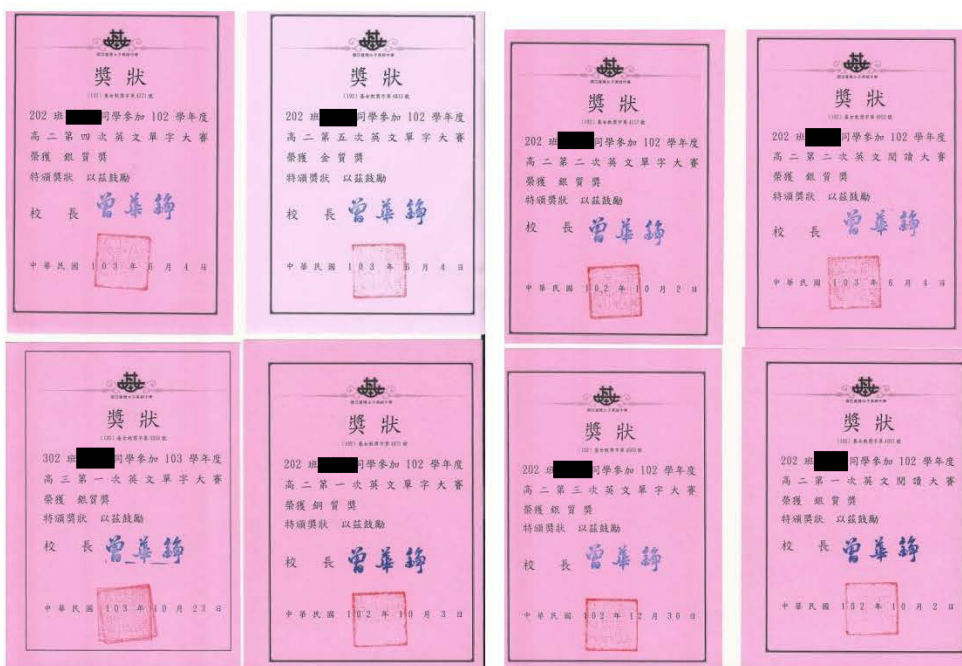 獎狀
202 班 同學參加 102 學年度
高二第四次英文單字大賽
榮獲 銀質獎
特頒獎狀 以茲鼓勵
校 長 曾華錚
中華民國 103 年 6 月 4 日
獎狀
202 班 同學參加 102 學年度
高二第五次英文單字大賽
榮獲 金質獎
特頒獎狀 以茲鼓勵
校 長 曾華錚
中華民國 103 年 6 月 4 日
獎狀
202 班 同學參加 102 學年度
高二第二次英文單字大賽
榮獲 銀質獎
特頒獎狀 以茲鼓勵
校 長 曾華錚
中華民國 102 年 10 月 2 日
獎狀
202 班 同學參加 102 學年度
高二第二次英文閱讀大賽
榮獲 銀質獎
特頒獎狀 以茲鼓勵
校 長 曾華錚
中華民國 103 年 6 月 4 日
獎狀
302 班 同學參加 103 學年度
高三第一次英文單字大賽
榮獲 銀質獎
特頒獎狀 以茲鼓勵
校 長 曾華錚
中華民國 103 年 10 月 23 日
獎狀
202 班 同學參加 102 學年度
高二第一次英文單字大賽
榮獲 銅質獎
特頒獎狀 以茲鼓勵
校 長 曾華錚
中華民國 102 年 10 月 3 日
獎狀
202 班 同學參加 102 學年度
高二第三次英文單字大賽
榮獲 銀質獎
特頒獎狀 以茲鼓勵
校 長 曾華錚
中華民國 102 年 12 月 30 日
獎狀
202 班 同學參加 102 學年度
高二第一次英文閱讀大賽
榮獲 銀質獎
特頒獎狀 以茲鼓勵
校 長 曾華錚
中華民國 102 年 10 月 2 日